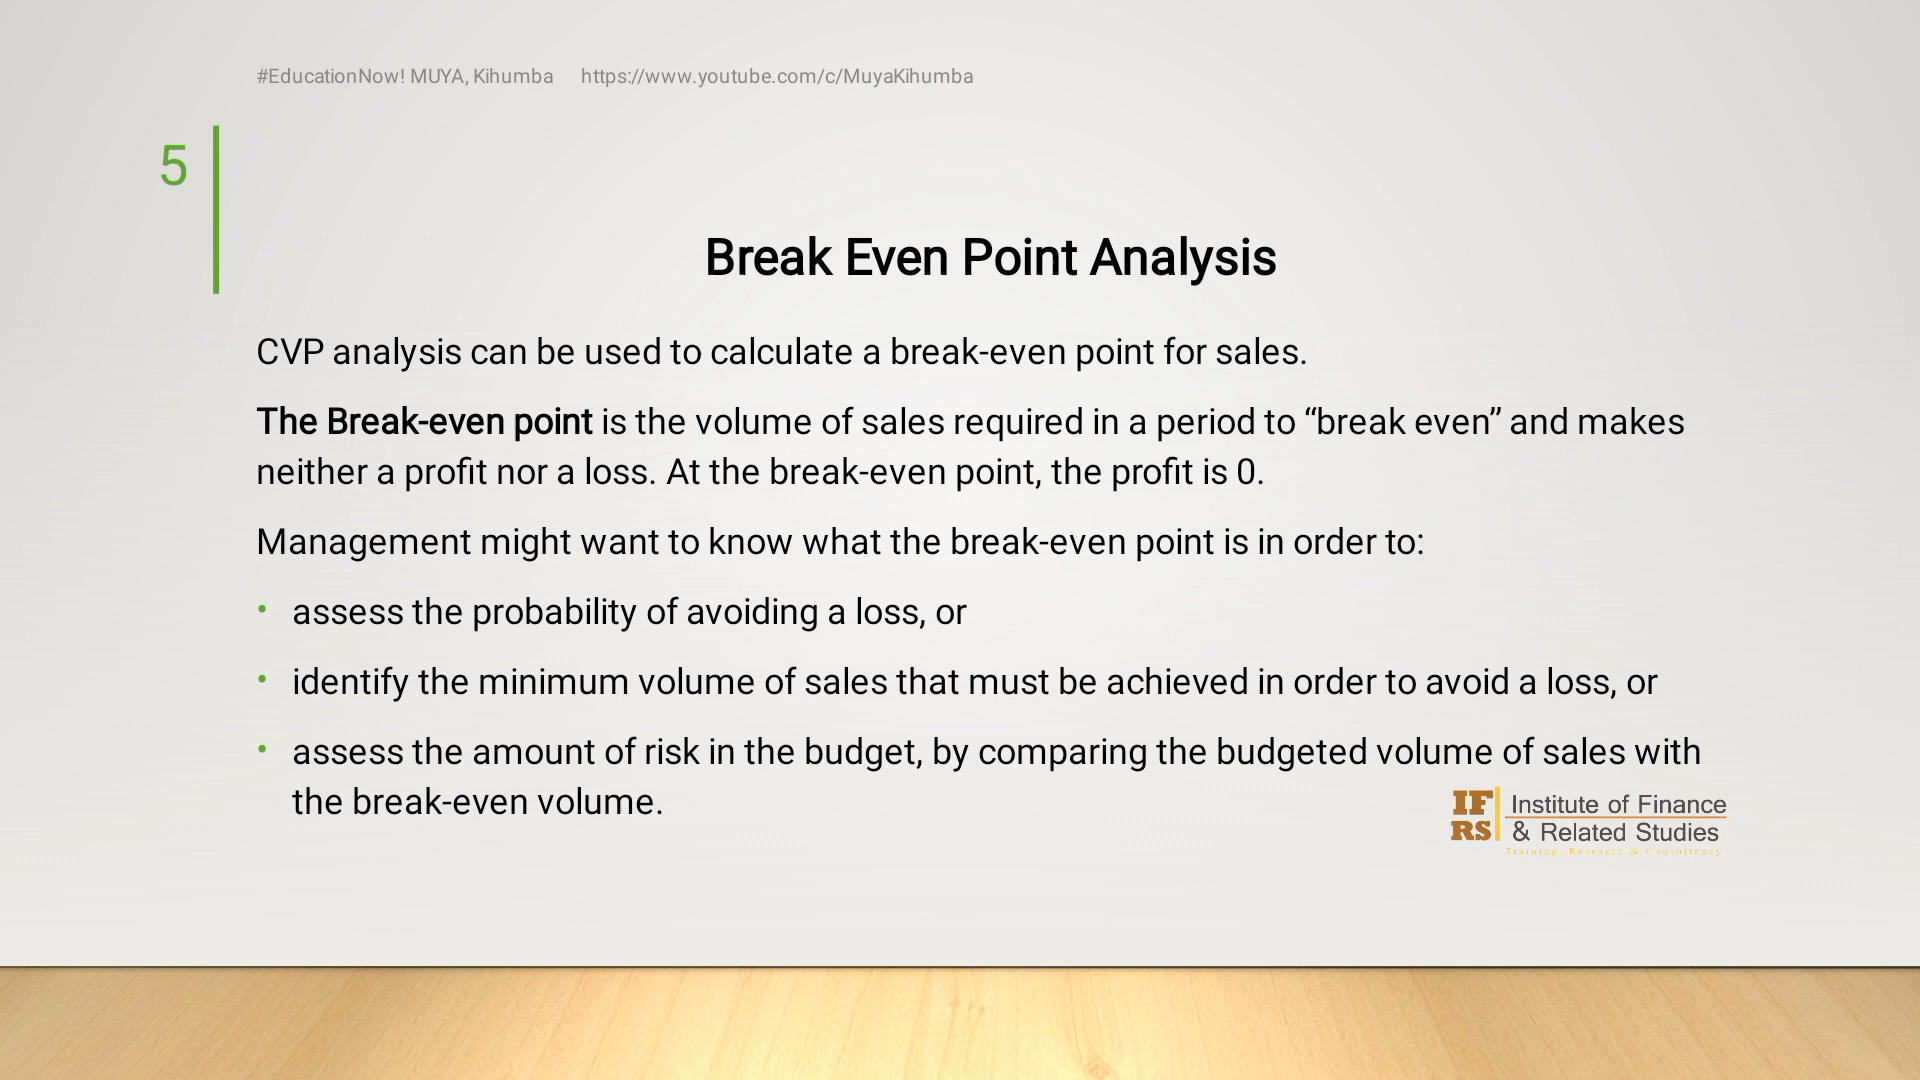 #EducationNow! MUYA, Kihumba https://www.youtube.com/c/MuyaKihumba
5
Break Even Point Analysis
CVP analysis can be used to calculate a break-even point for sales.
The Break-even point is the volume of sales required in a period to “break even” and makes
neither a profit nor a loss. At the break-even point, the profit is 0.
Management might want to know what the break-even point is in order to:
• assess the probability of avoiding a loss, or
• identify the minimum volume of sales that must be achieved in order to avoid a loss, or
• assess the amount of risk in the budget, by comparing the budgeted volume of sales with
the break-even volume.
IF
RS
Institute of Finance
& Related Studies
Training, Research & Consultancy